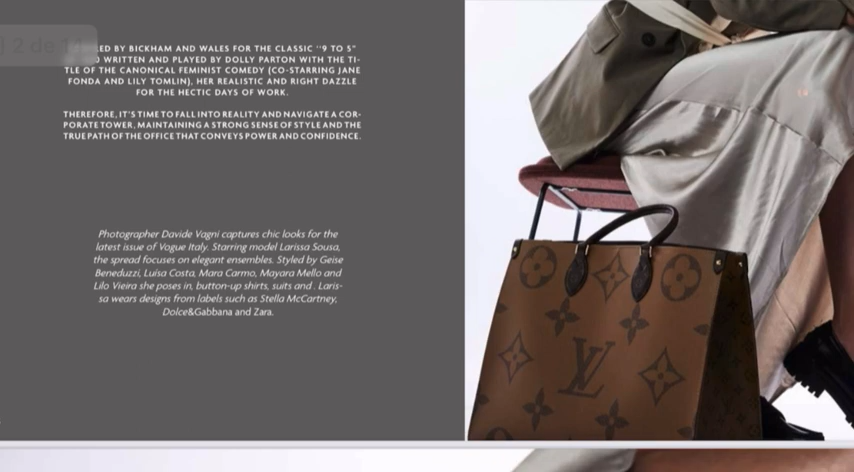 2 de
ED BY BICKHAM AND WALES FOR THE CLASSIC "9 TO 5"
WRITTEN AND PLAYED BY DOLLY PARTON WITH THE TI-
TLE OF THE CANONICAL FEMINIST COMEDY (CO-STARRING JANE
FONDA AND LILY TOMLIN), HER REALISTIC AND RIGHT DAZZLE
FOR THE HECTIC DAYS OF WORK.
THEREFORE, IT'S TIME TO FALL INTO REALITY AND NAVIGATE A COR-
PORATE TOWER, MAINTAINING A STRONG SENSE OF STYLE AND THE
TRUE PATH OF THE OFFICE THAT CONVEYS POWER AND CONFIDENCE.
Photographer Davide Vagni captures chic looks for the
latest issue of Vogue Italy. Starring model Larissa Sousa,
the spread focuses on elegant ensembles. Styled by Geise
Beneduzzi, Luisa Costa, Mara Carmo, Mayara Mello and
Lilo Vieira she poses in, button-up shirts, suits and . Laris-
sa wears designs from labels such as Stella McCartney,
Dolce&Gabbana and Zara.
LV